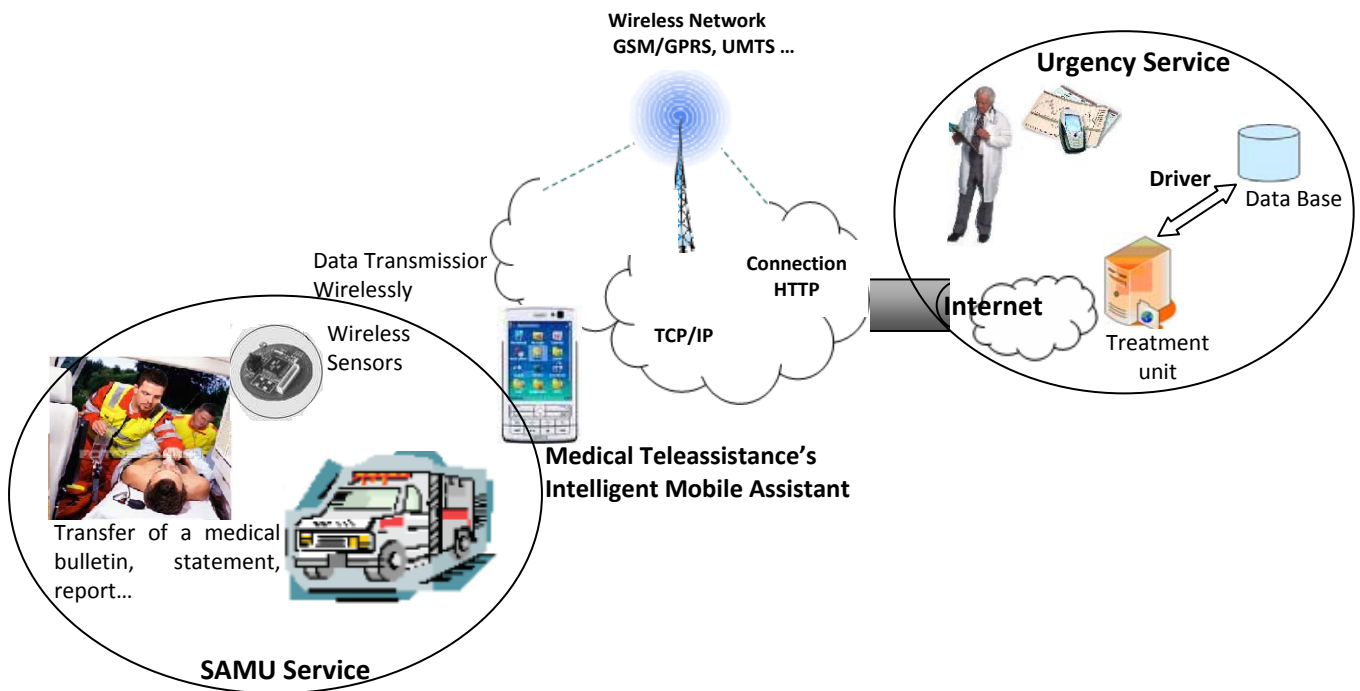 Wireless Network
GSM/GPRS, UMTS …
Urgency Service
Driver
Data Base
Data Transmission
Wirelessly
Connection
HTTP
Internet
Wireless
Sensors
TCP/IP
Treatment
unit
Medical Teleassistance’s
Intelligent Mobile Assistant
Transfer of a medical
bulletin, statement,
report…
SAMU Service